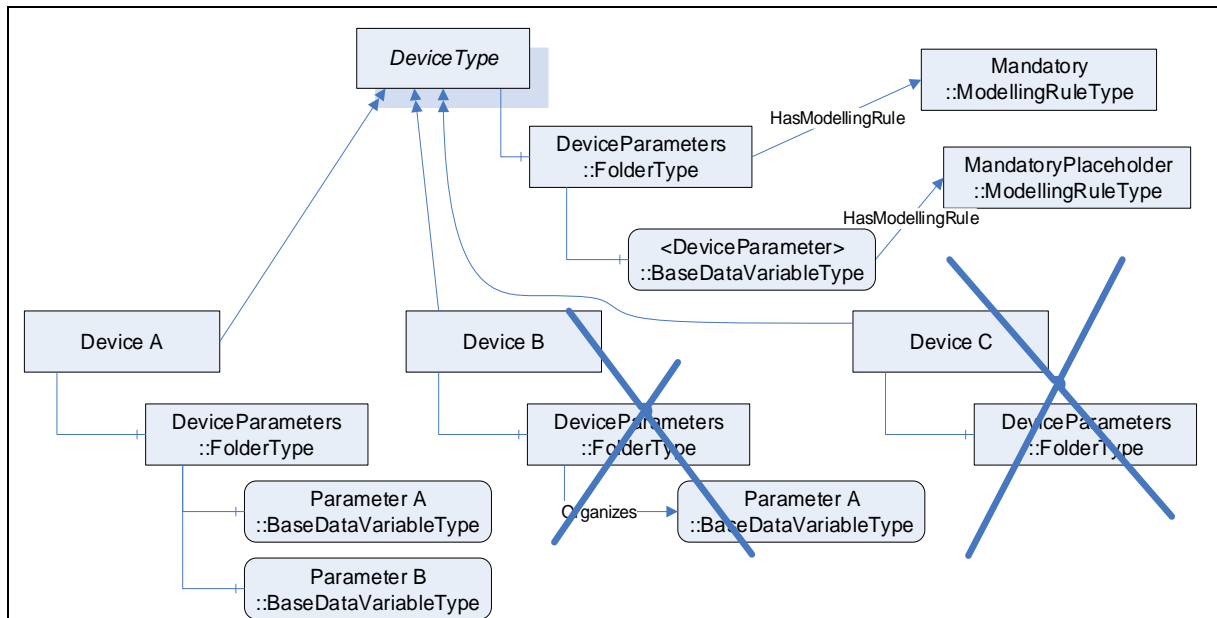 DeviceType
Mandatory
::ModellingRuleType
HasModellingRule
DeviceParameters
::FolderType
MandatoryPlaceholder
::ModellingRuleType
HasModellingRule
<DeviceParameter>
::BaseDataVariableType
Device A
Device B
Device C
DeviceParameters
::FolderType
DeviceParameters
::FolderType
DeviceParameters
::FolderType
Parameter A
::BaseDataVariableType
Organizes
Parameter A
::BaseDataVariableType
Parameter B
::BaseDataVariableType